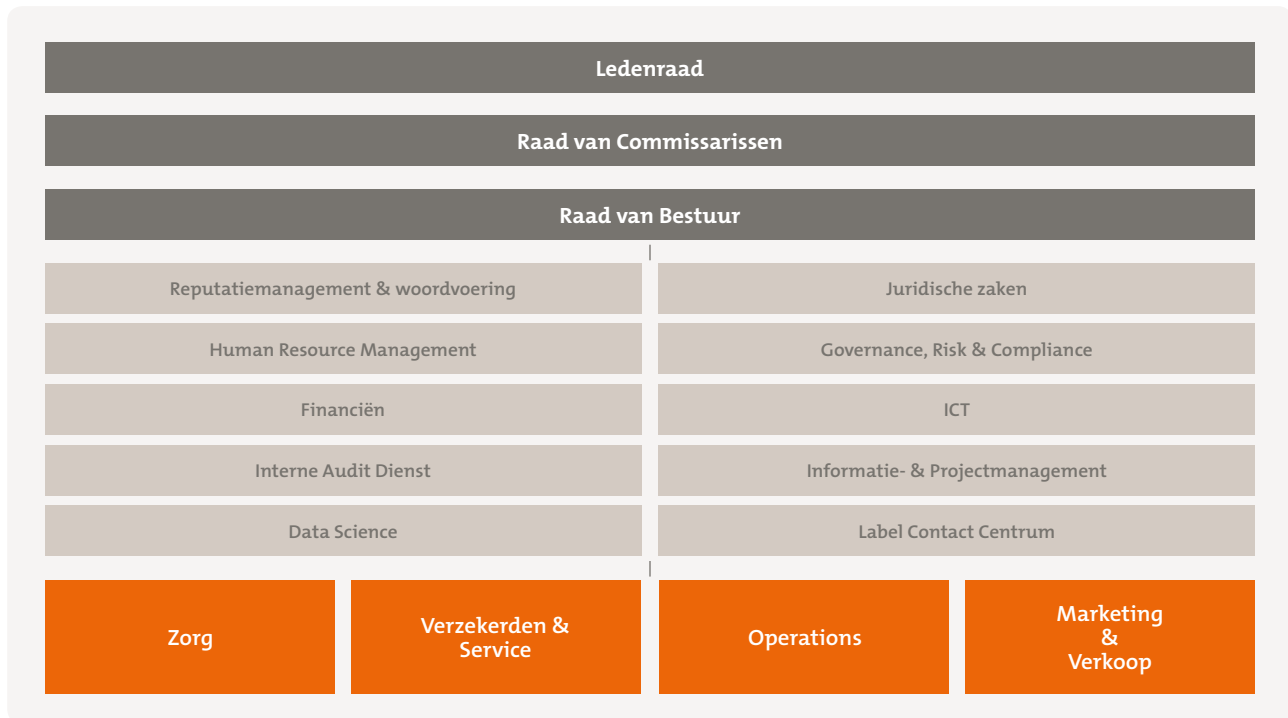 Ledenraad
Raad van Commissarissen
Raad van Bestuur
Reputatiemanagement & woordvoering
Juridische zaken
Human Resource Management
Governance, Risk & Compliance
Financiën
ICT
Interne Audit Dienst
Informatie- & Projectmanagement
Data Science
Label Contact Centrum
Zorg
Verzekerden &
Service
Operations
Marketing
&
Verkoop